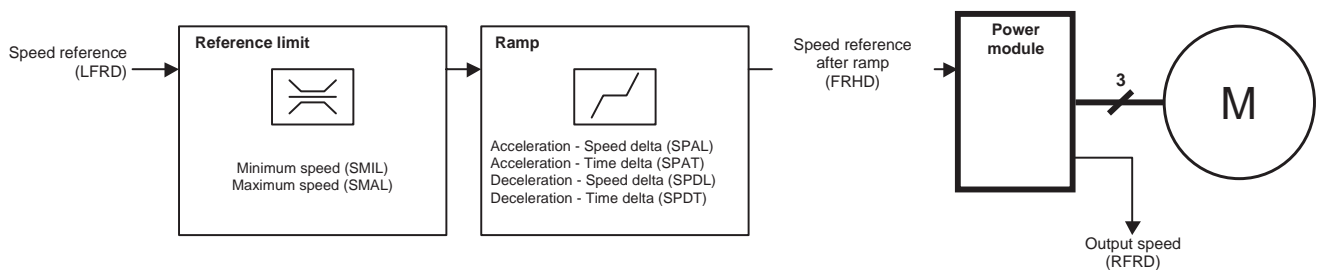 Speed reference
(LFRD)
Reference limit
Minimum speed (SMIL)
Maximum speed (SMAL)
Ramp
Acceleration - Speed delta (SPAL)
Acceleration - Time delta (SPAT)
Deceleration - Speed delta (SPDL)
Deceleration - Time delta (SPDT)
Speed reference
after ramp
(FRHD)
Power
module
3
M
Output speed
(RFRD)